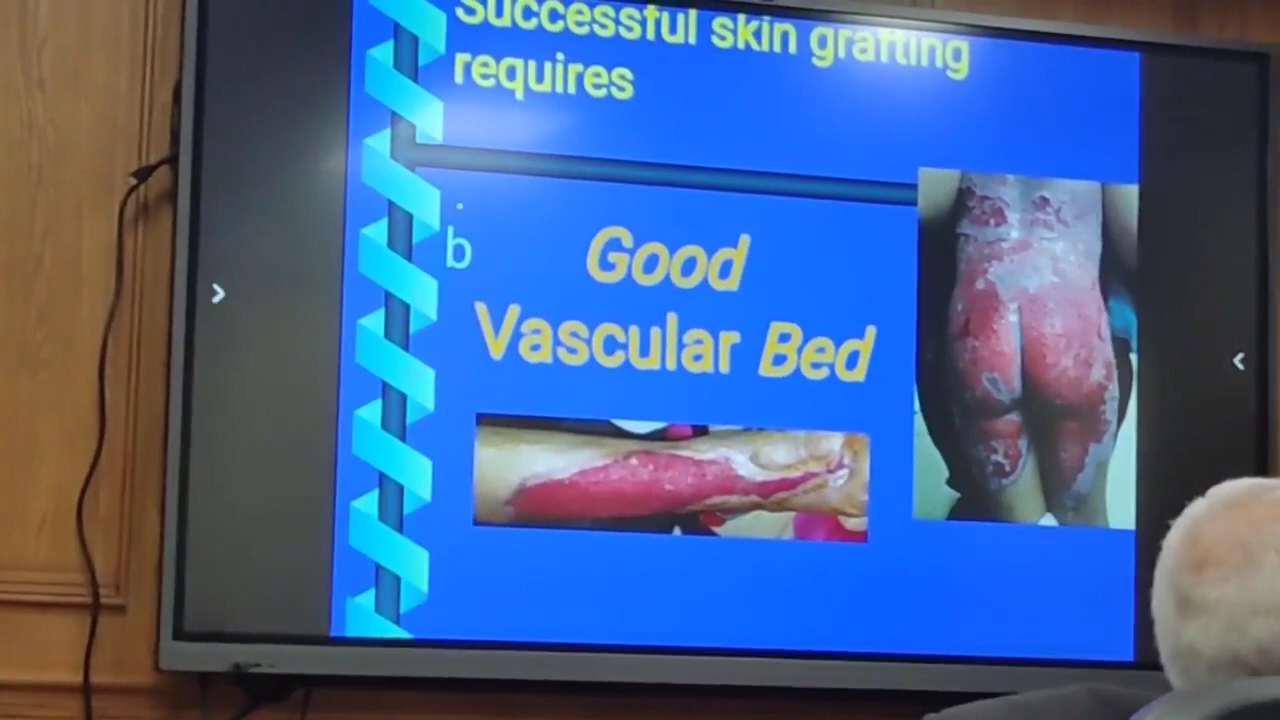 Successful skin grafting
requires
b
Good
Vascular Bed